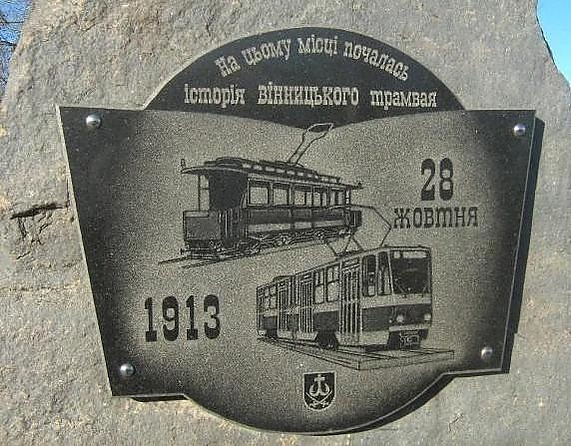 На цьому місці почалась
історія вінницького трамвая
28
жовтня
1913